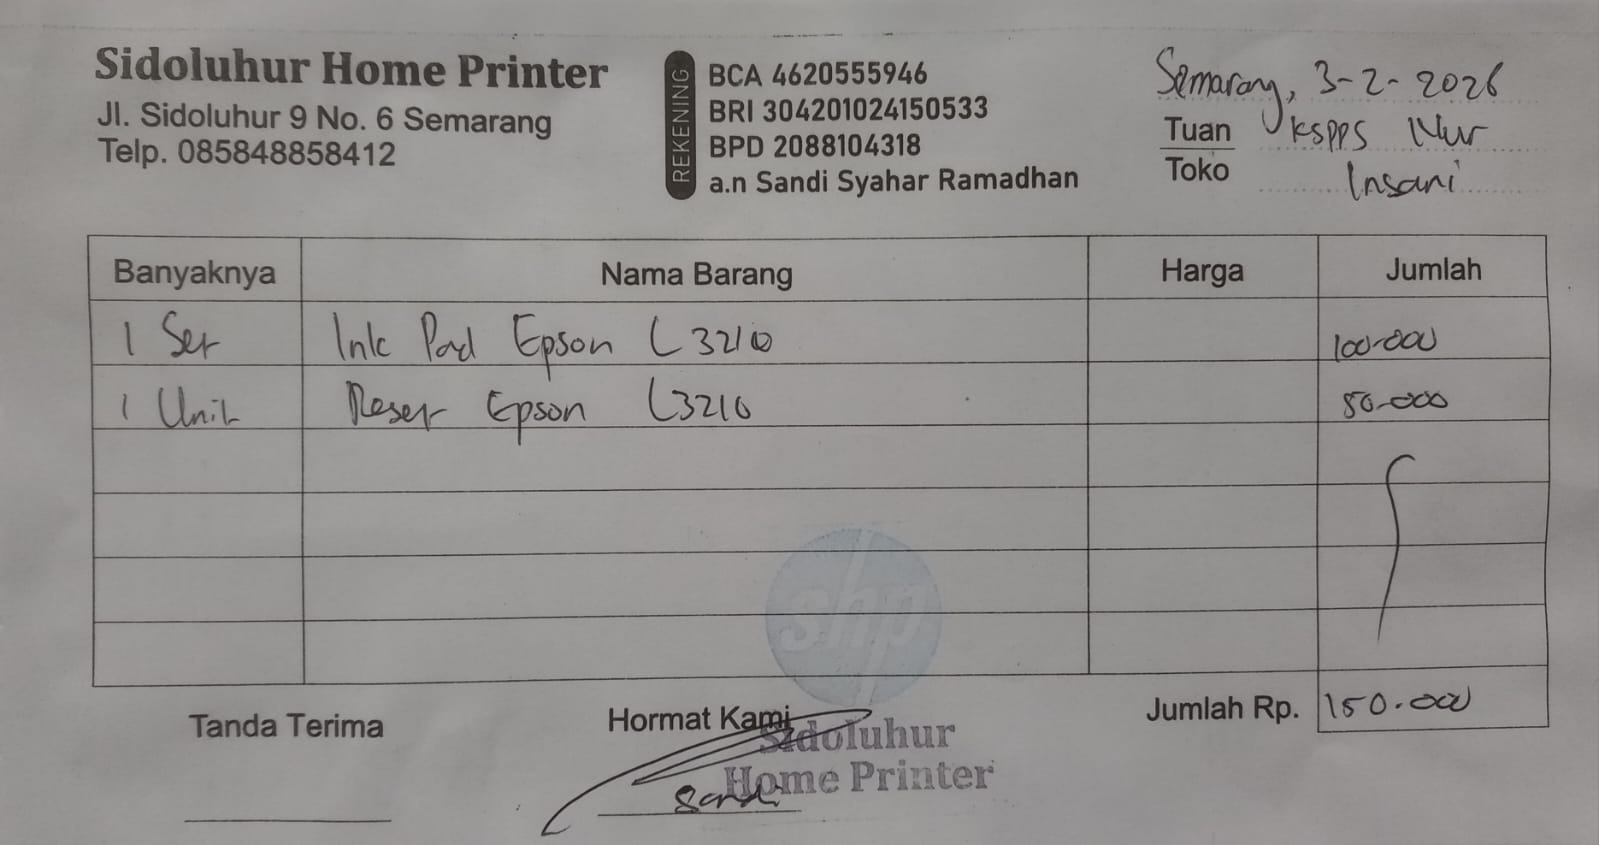 Sidoluhur Home Printer
Jl. Sidoluhur 9 No. 6 Semarang
Telp. 085848858412
REKENING
BCA 4620555946
BRI 304201024150533
BPD 2088104318
a.n Sandi Syahar Ramadhan
Semarang, 3-2-2026
Tuan KSPPS Nur
Toko Insani
Banyaknya Nama Barang Harga Jumlah
1 Set Ink Pad Epson L3210 100.000
1 Unit Reset Epson L3210 50.000
shp
Tanda Terima Hormat Kami Jumlah Rp. 150.000
Sidoluhur
Home Printer
Sandi